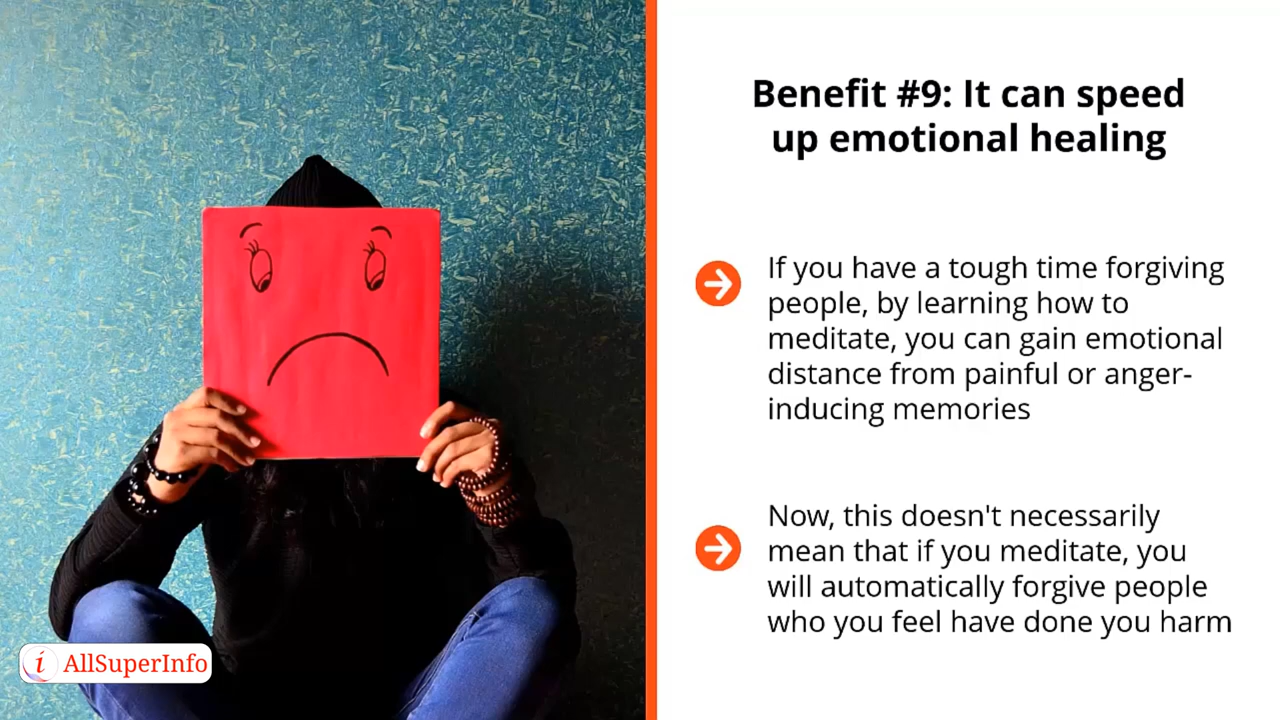 Benefit #9: It can speed
up emotional healing
If you have a tough time forgiving
people, by learning how to
meditate, you can gain emotional
distance from painful or anger-
inducing memories
Now, this doesn't necessarily
mean that if you meditate, you
will automatically forgive people
who you feel have done you harm
i AllSuperInfo